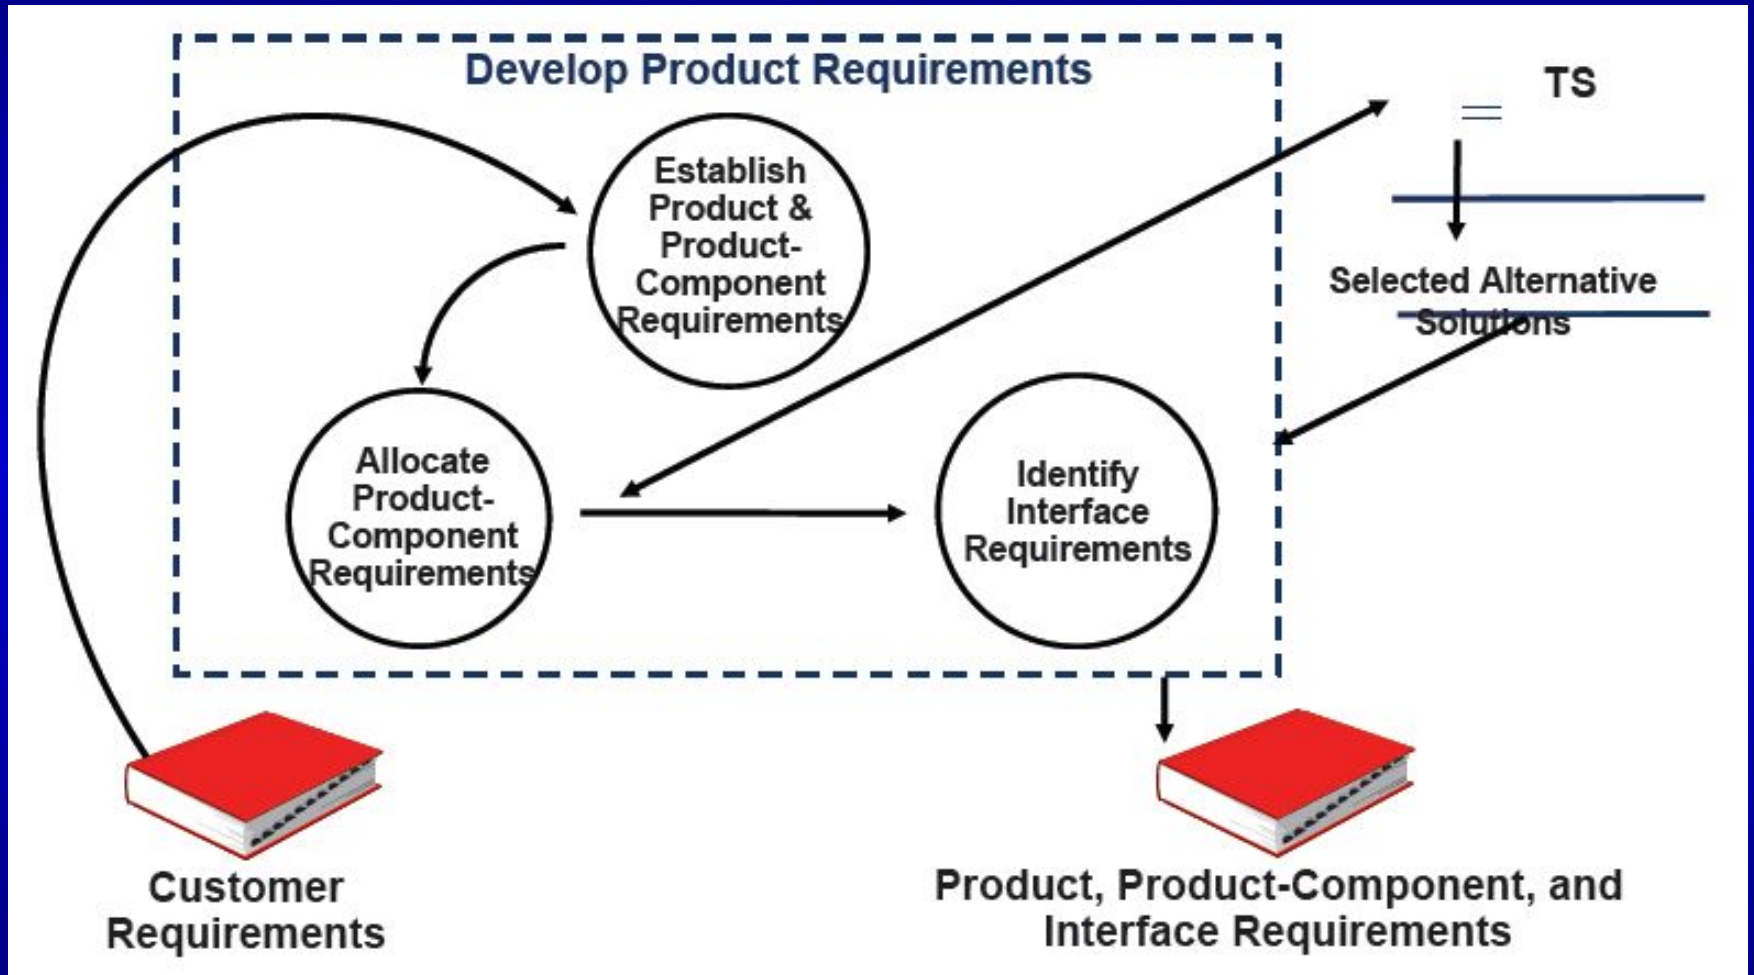 Develop Product Requirements
TS
Establish
Product &
Product-
Component
Requirements
Selected Alternative
Solutions
Allocate
Product-
Component
Requirements
Identify
Interface
Requirements
Customer
Requirements
Product, Product-Component, and
Interface Requirements